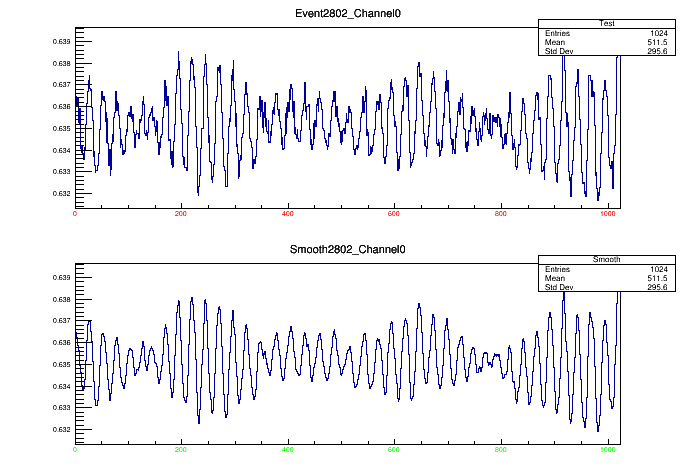 Event2802_Channel0
Test
Entries 1024
Mean 511.5
Std Dev 295.6
0.639
0.638
0.637
0.636
0.635
0.634
0.633
0.632
0 200 400 600 800 1000
Smooth2802_Channel0
Smooth
Entries 1024
Mean 511.5
Std Dev 295.6
0.639
0.638
0.637
0.636
0.635
0.634
0.633
0.632
0 200 400 600 800 1000